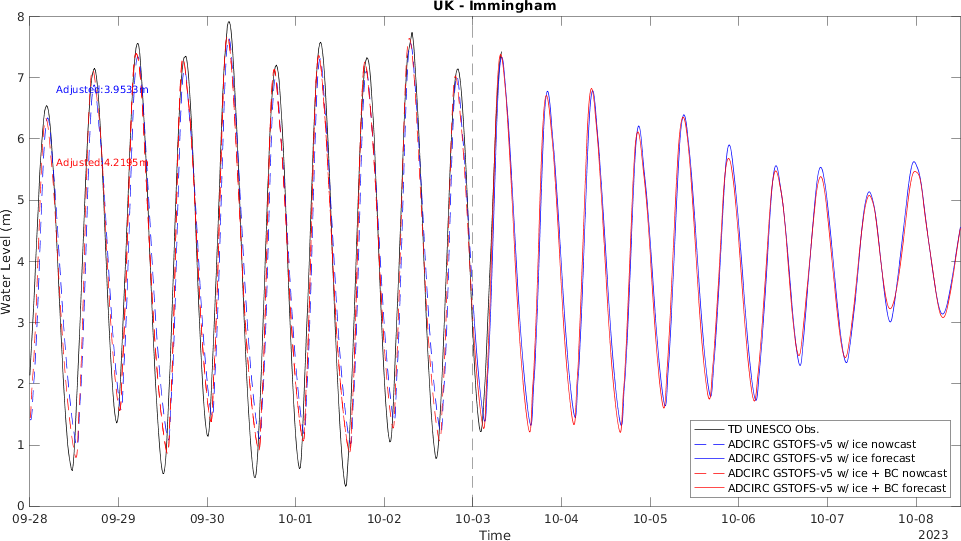 UK - Immingham
8
7
6
5
4
3
2
1
0
Water Level (m)
Adjusted:3.9533m
Adjusted:4.2195m
TD UNESCO Obs.
ADCIRC GSTOFS-v5 w/ ice nowcast
ADCIRC GSTOFS-v5 w/ ice forecast
ADCIRC GSTOFS-v5 w/ ice + BC nowcast
ADCIRC GSTOFS-v5 w/ ice + BC forecast
09-28 09-29 09-30 10-01 10-02 10-03 10-04 10-05 10-06 10-07 10-08
Time
2023